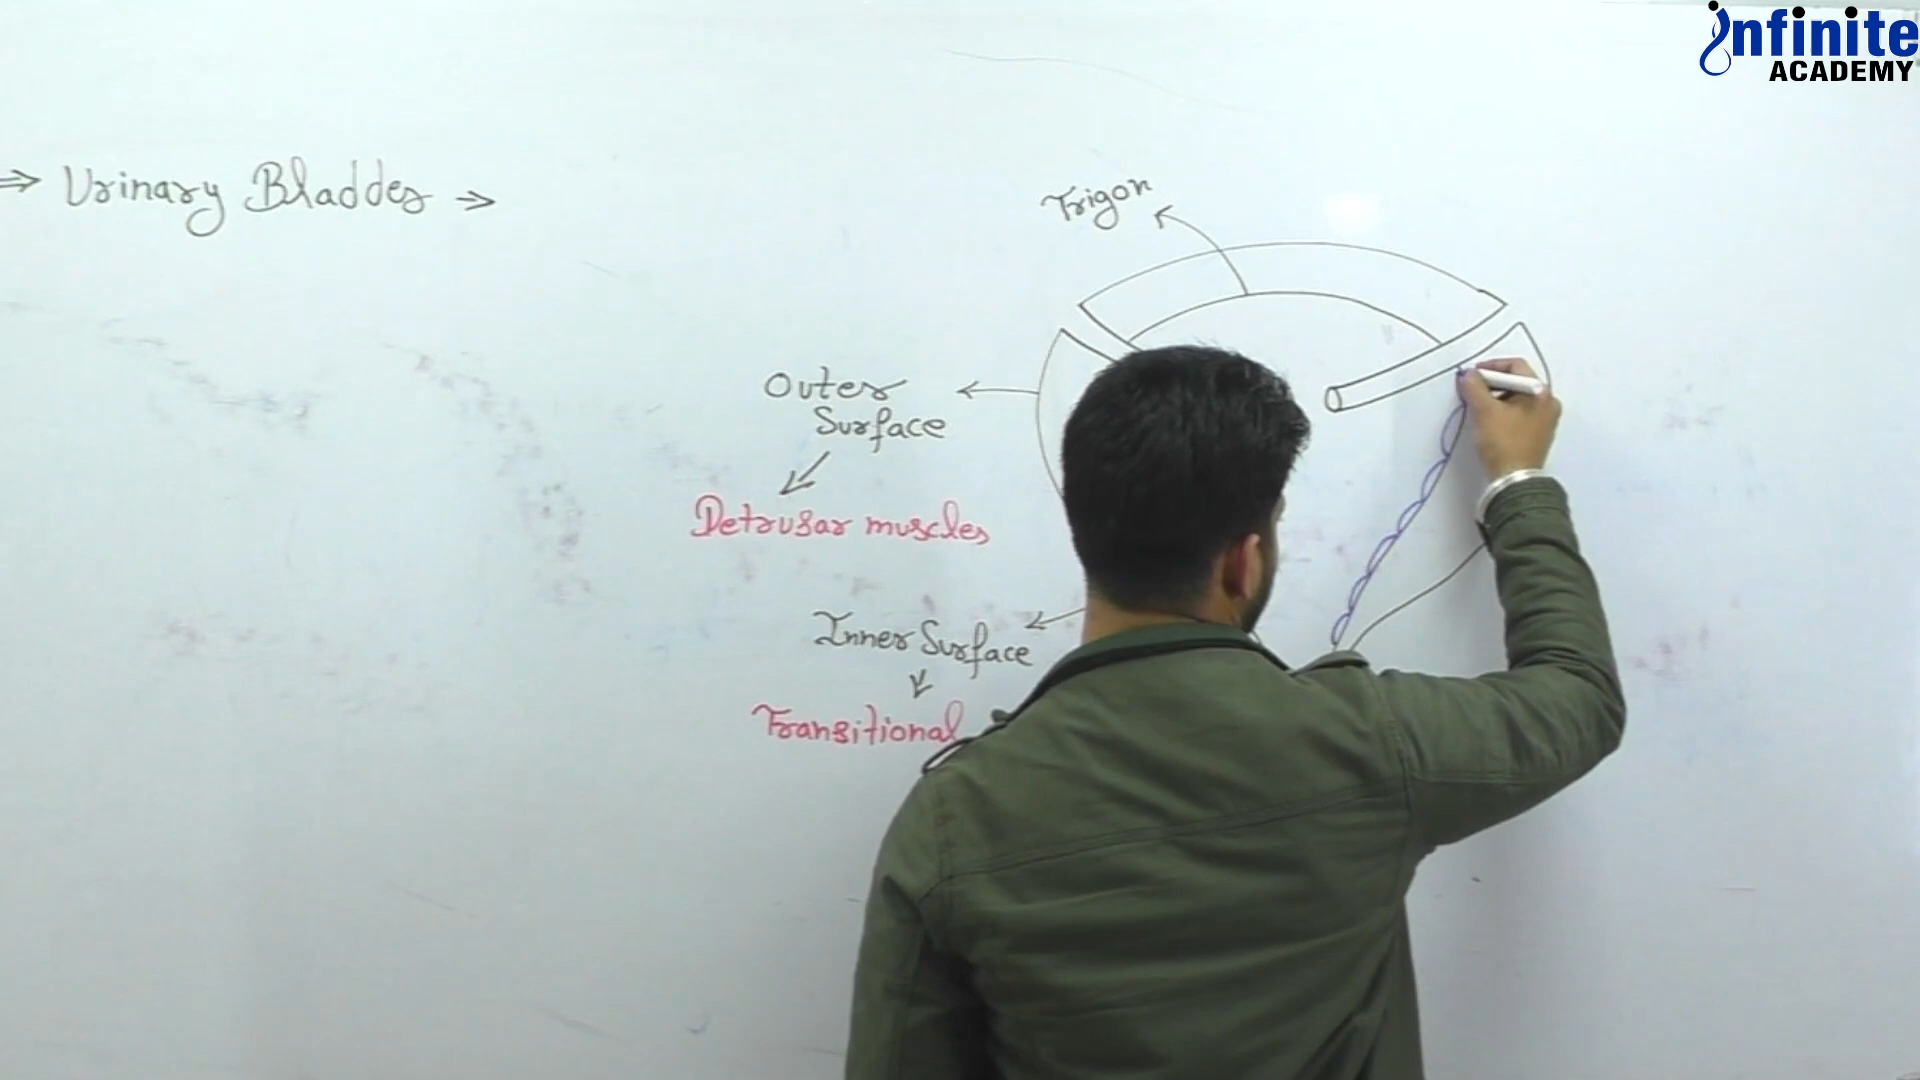 infinite
ACADEMY
⇒ Urinary Bladder →
Trigon
Outer
Surface
Detrusar muscles
Inner Surface
Transitional